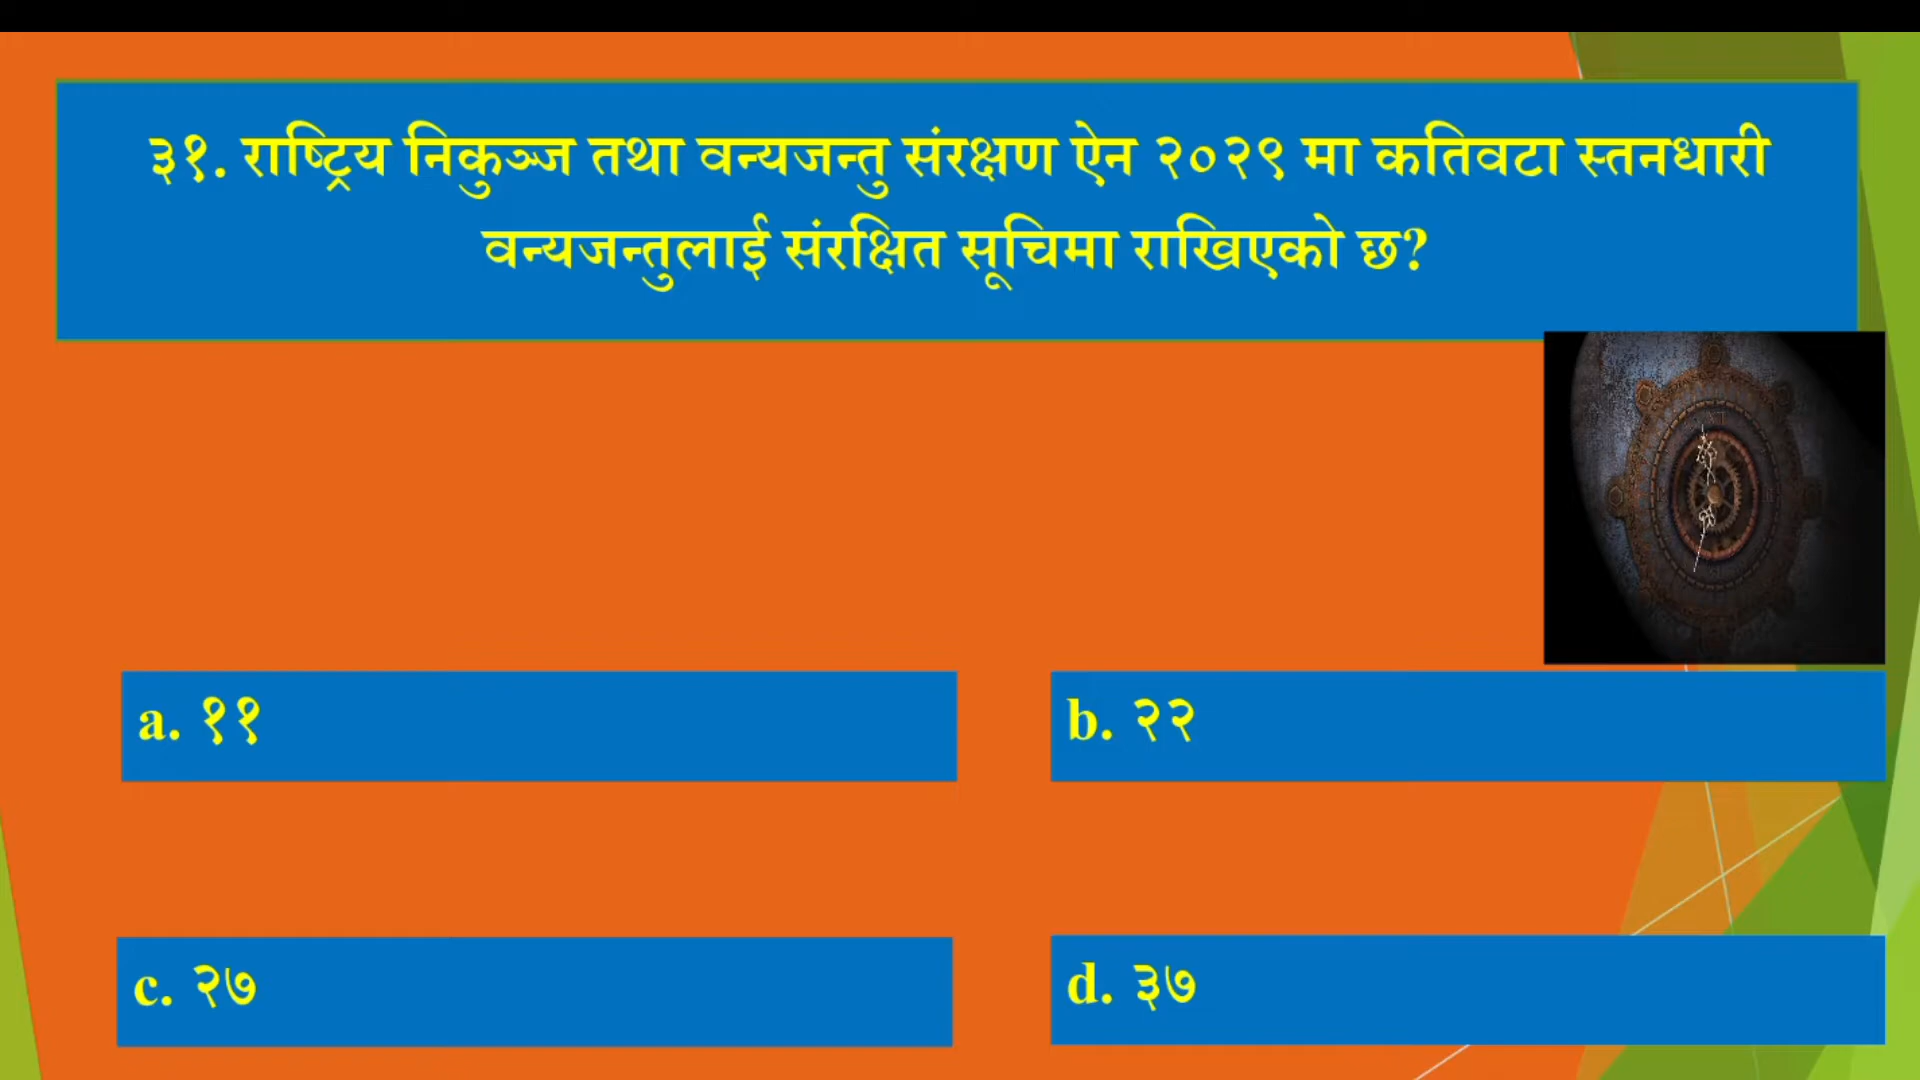 ३१. राष्ट्रिय निकुञ्ज तथा वन्यजन्तु संरक्षण ऐन २०२९ मा कतिवटा स्तनधारी
वन्यजन्तुलाई संरक्षित सूचिमा राखिएको छ?
a. ११
b. २२
c. २७
d. ३७